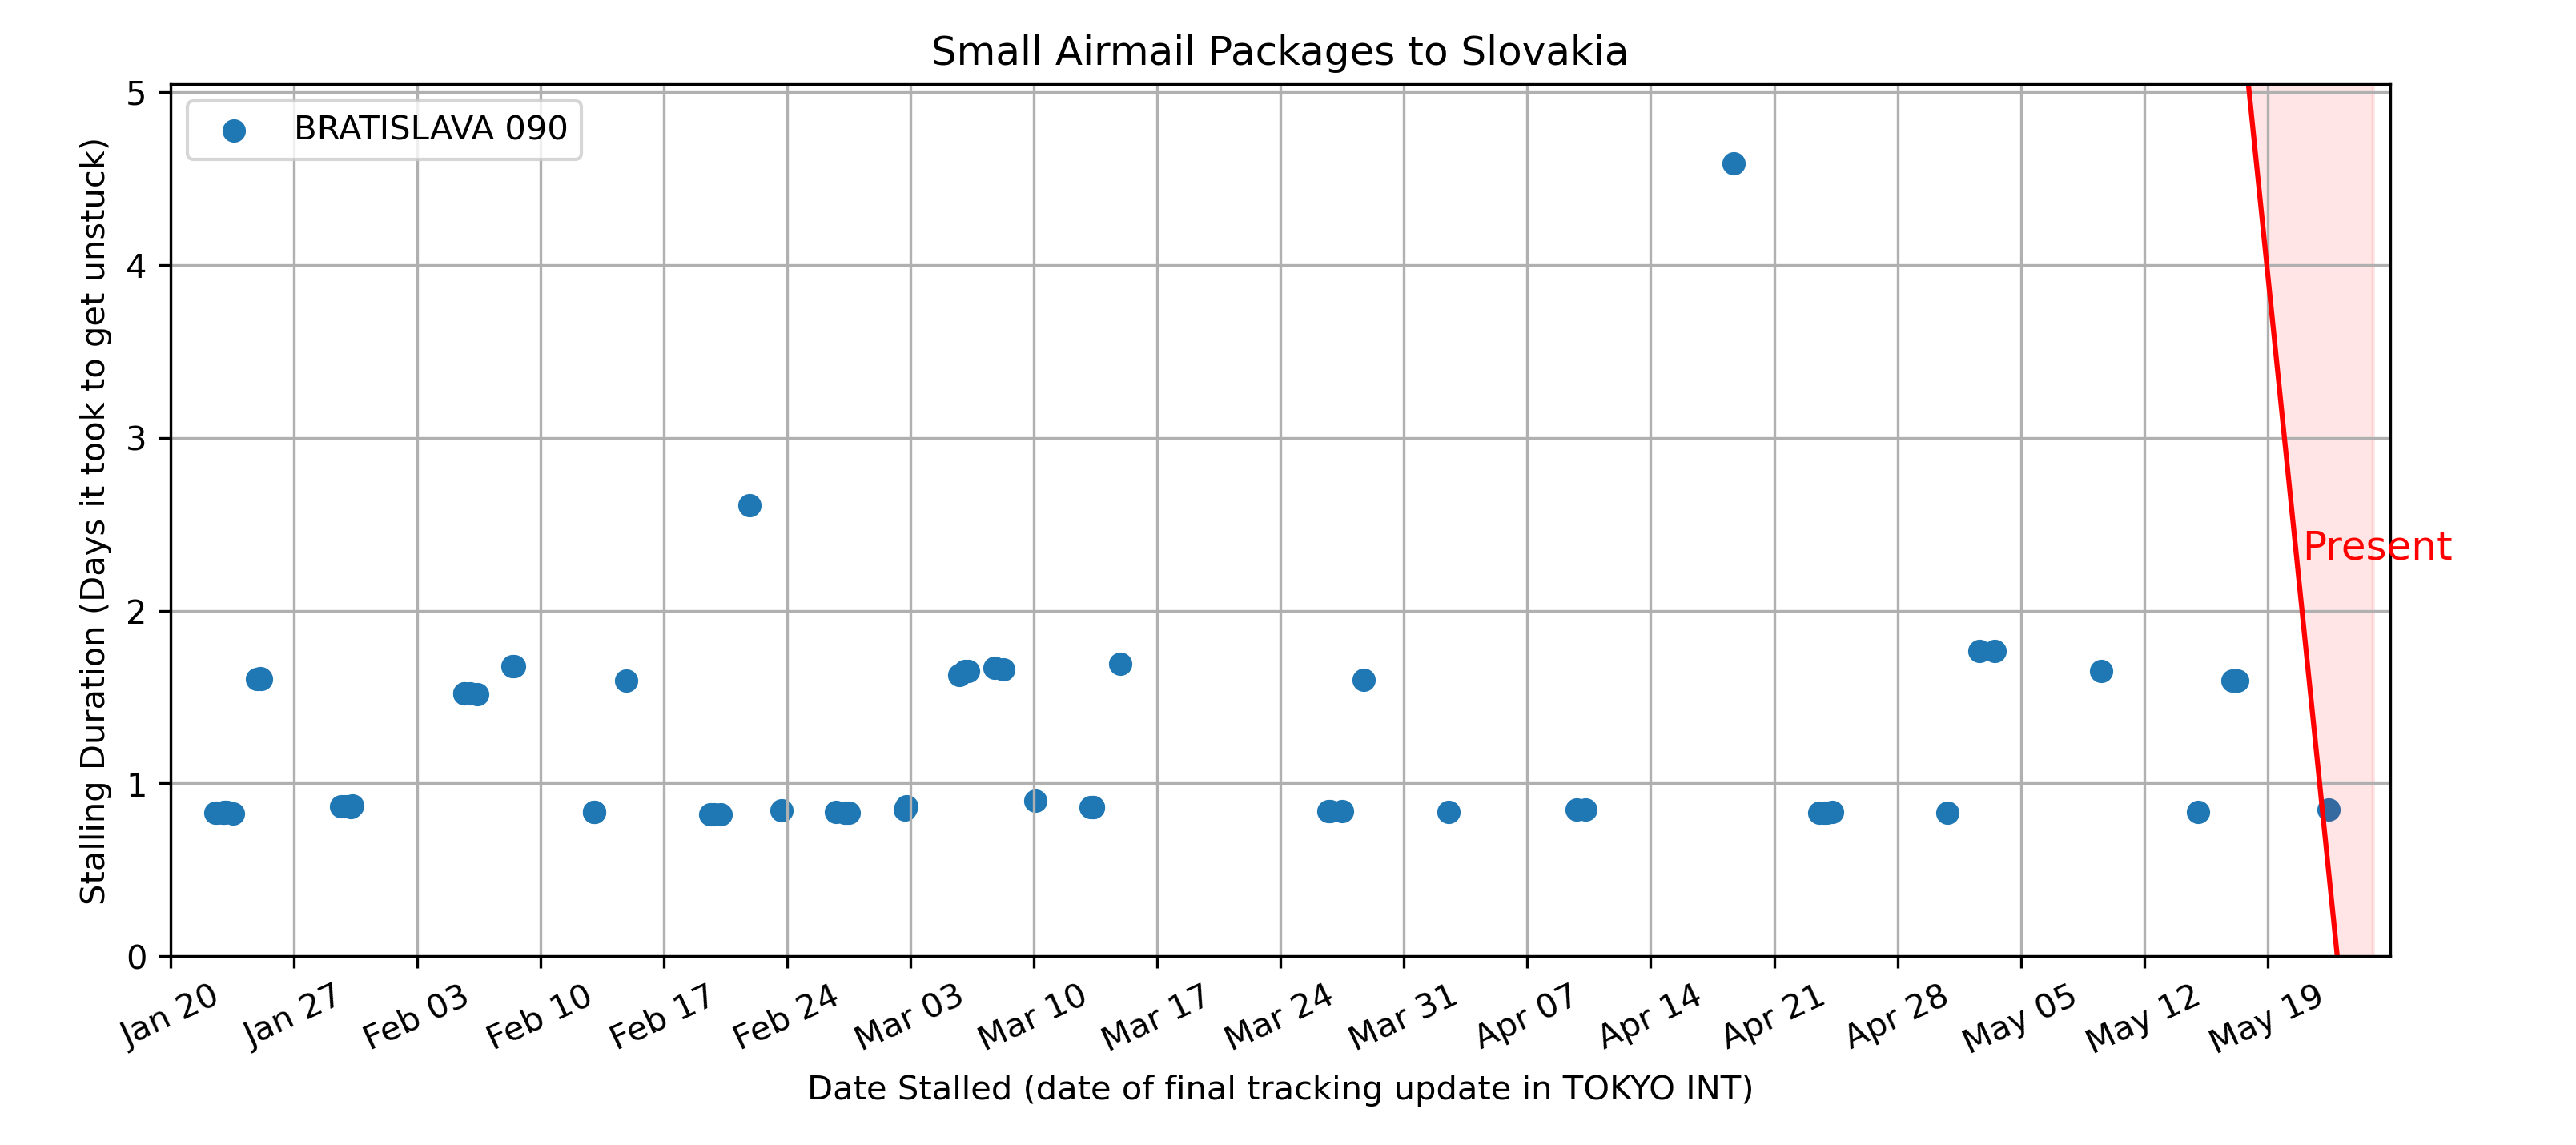 Small Airmail Packages to Slovakia
BRATISLAVA 090
Stalling Duration (Days it took to get unstuck)
5
4
3
2
1
0
Present
Jan 20
Jan 27
Feb 03
Feb 10
Feb 17
Feb 24
Mar 03
Mar 10
Mar 17
Mar 24
Mar 31
Apr 07
Apr 14
Apr 21
Apr 28
May 05
May 12
May 19
Date Stalled (date of final tracking update in TOKYO INT)